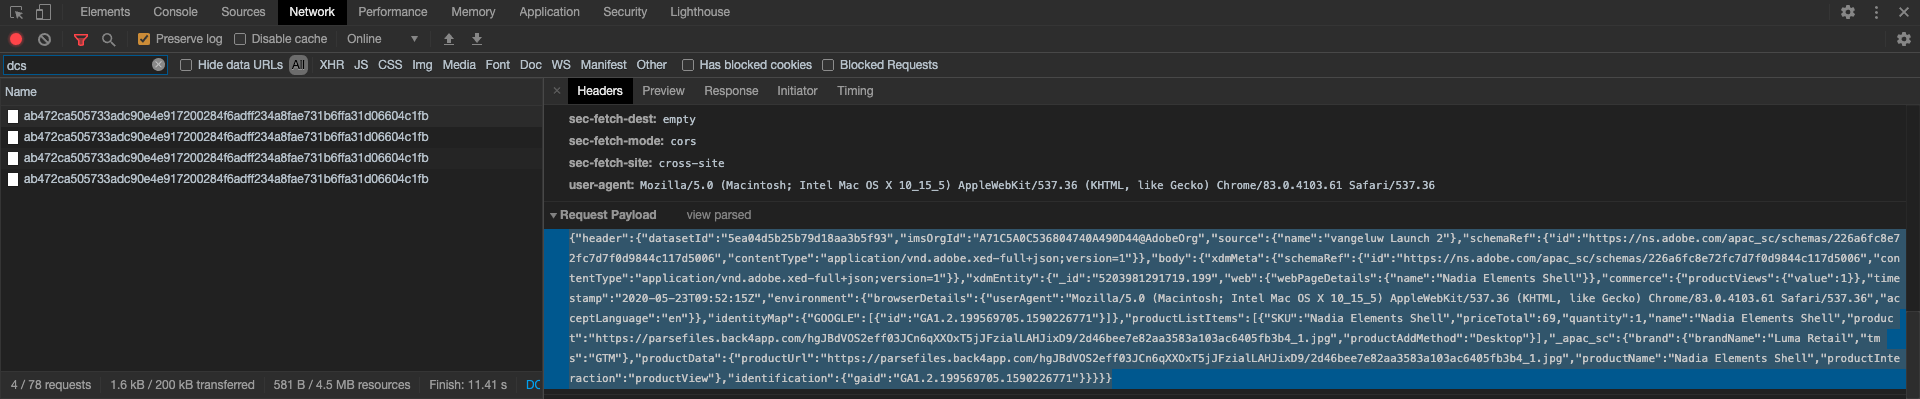 Elements Console Sources Network Performance Memory Application Security Lighthouse
Preserve log Disable cache Online
dcs Hide data URLs All XHR JS CSS Img Media Font Doc WS Manifest Other Has blocked cookies Blocked Requests
Name
ab472ca505733adc90e4e917200284f6adff234a8fae731b6ffa31d06604c1fb
ab472ca505733adc90e4e917200284f6adff234a8fae731b6ffa31d06604c1fb
ab472ca505733adc90e4e917200284f6adff234a8fae731b6ffa31d06604c1fb
ab472ca505733adc90e4e917200284f6adff234a8fae731b6ffa31d06604c1fb
4 / 78 requests 1.6 kB / 200 kB transferred 581 B / 4.5 MB resources Finish: 11.41 s DC
× Headers Preview Response Initiator Timing
sec-fetch-dest: empty
sec-fetch-mode: cors
sec-fetch-site: cross-site
user-agent: Mozilla/5.0 (Macintosh; Intel Mac OS X 10_15_5) AppleWebKit/537.36 (KHTML, like Gecko) Chrome/83.0.4103.61 Safari/537.36
Request Payload view parsed
{"header":{"datasetId":"5ea04d5b25b79d18aa3b5f93","imsOrgId":"A71C5A0C536804740A490D44@AdobeOrg","source":{"name":"vangeluw Launch 2"},"schemaRef":{"id":"https://ns.adobe.com/apac_sc/schemas/226a6fc8e7
2fc7d7f0d9844c117d5006","contentType":"application/vnd.adobe.xed-full+json;version=1"}},"body":{"xdmMeta":{"schemaRef":{"id":"https://ns.adobe.com/apac_sc/schemas/226a6fc8e72fc7d7f0d9844c117d5006","con
tentType":"application/vnd.adobe.xed-full+json;version=1"}},"xdmEntity":{"_id":"5203981291719.199","web":{"webPageDetails":{"name":"Nadia Elements Shell"}},"commerce":{"productViews":{"value":1}},"time
stamp":"2020-05-23T09:52:15Z","environment":{"browserDetails":{"userAgent":"Mozilla/5.0 (Macintosh; Intel Mac OS X 10_15_5) AppleWebKit/537.36 (KHTML, like Gecko) Chrome/83.0.4103.61 Safari/537.36","ac
ceptLanguage":"en"}},"identityMap":{"GOOGLE":[{"id":"GA1.2.199569705.1590226771"}]},"productListItems":[{"SKU":"Nadia Elements Shell","priceTotal":69,"quantity":1,"name":"Nadia Elements Shell","produc
t":"https://parsefiles.back4app.com/hgJBdVOS2eff03JCn6qXXOxT5jJFzialLAHJixD9/2d46bee7e82aa3583a103ac6405fb3b4_1.jpg","productAddMethod":"Desktop"}],"_apac_sc":{"brand":{"brandName":"Luma Retail","tm
s":"GTM"},"productData":{"productUrl":"https://parsefiles.back4app.com/hgJBdVOS2eff03JCn6qXXOxT5jJFzialLAHJixD9/2d46bee7e82aa3583a103ac6405fb3b4_1.jpg","productName":"Nadia Elements Shell","productInte
raction":"productView"},"identification":{"gaid":"GA1.2.199569705.1590226771"}}}}}